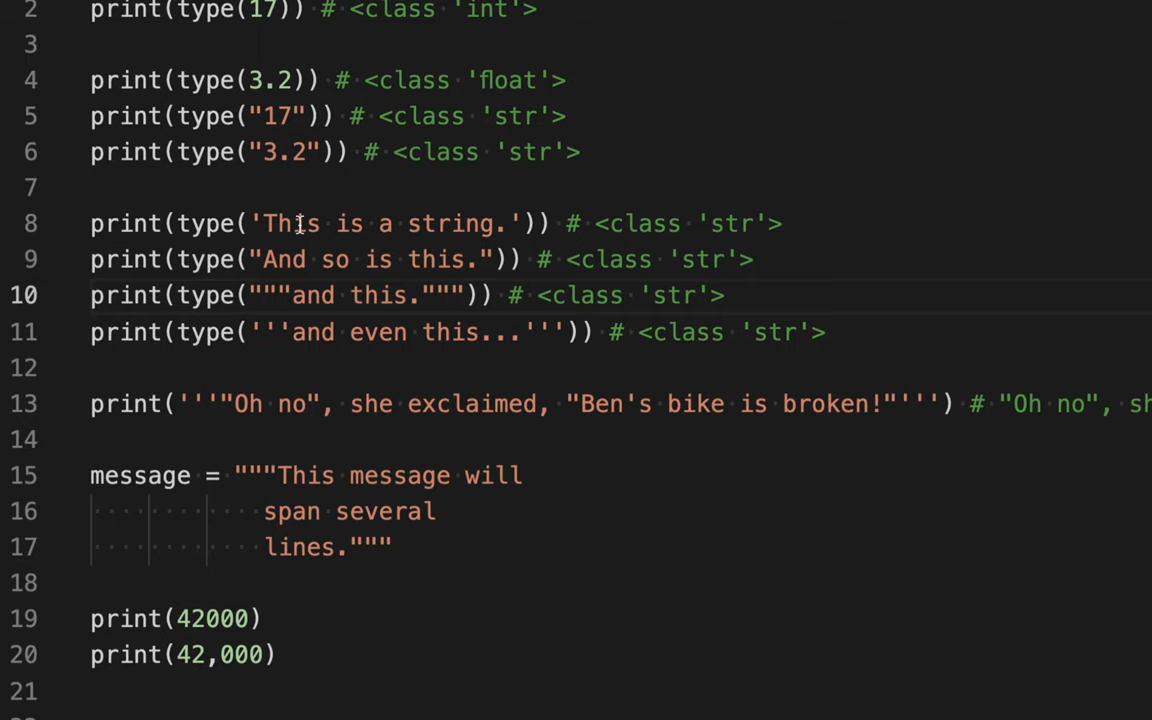 2 print(type(17)) # <class 'int'>
3
4 print(type(3.2)) # <class 'float'>
5 print(type("17")) # <class 'str'>
6 print(type("3.2")) # <class 'str'>
7
8 print(type('This is a string.')) # <class 'str'>
9 print(type("And so is this.")) # <class 'str'>
10 print(type("""and this.""")) # <class 'str'>
11 print(type('''and even this...''')) # <class 'str'>
12
13 print('''"Oh no", she exclaimed, "Ben's bike is broken!"''') # "Oh no", sh
14
15 message = """This message will
16 span several
17 lines."""
18
19 print(42000)
20 print(42,000)
21